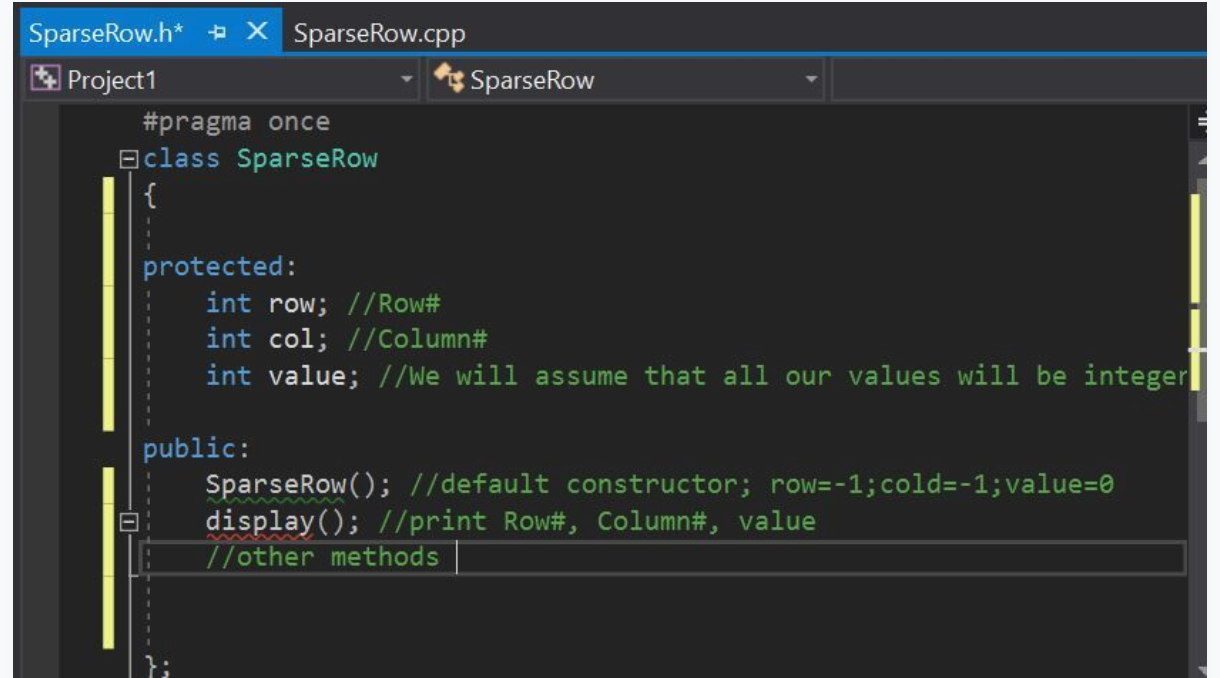 SparseRow.h* SparseRow.cpp
Project1 SparseRow
#pragma once
class SparseRow
{
protected:
int row; //Row#
int col; //Column#
int value; //We will assume that all our values will be integer
public:
SparseRow(); //default constructor; row=-1;cold=-1;value=0
display(); //print Row#, Column#, value
//other methods
};